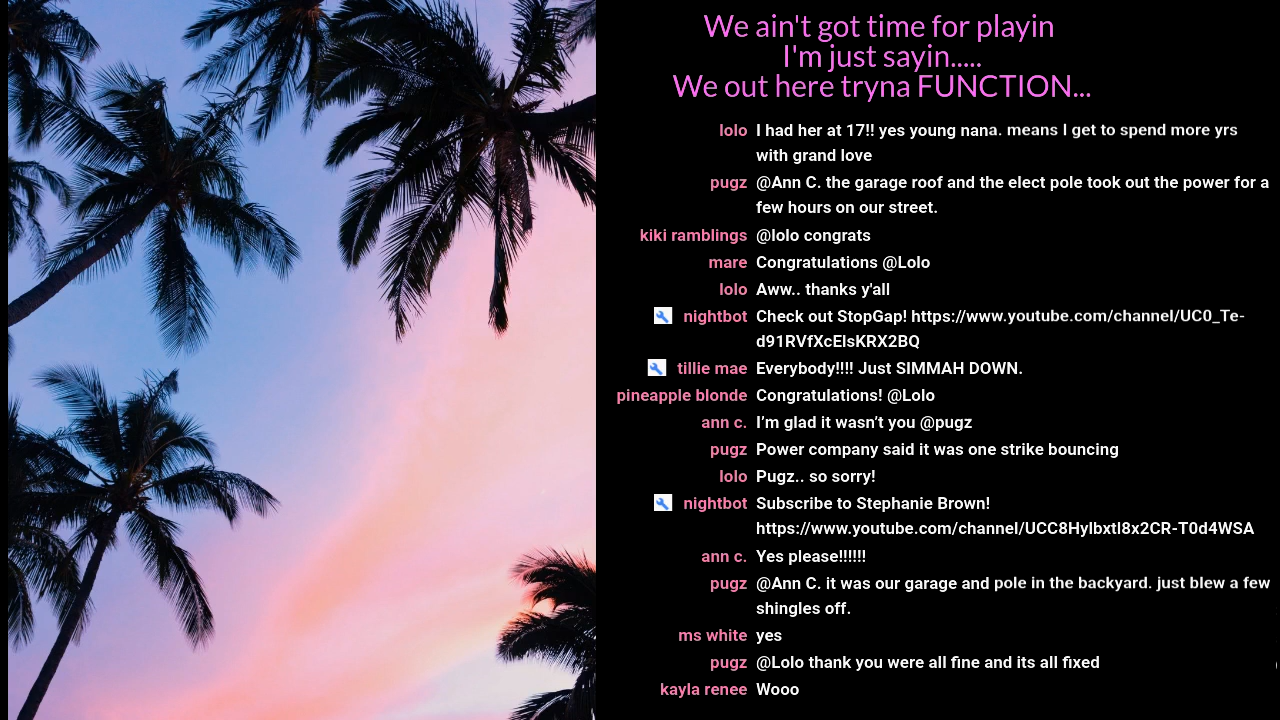 We ain't got time for playin
I'm just sayin.....
We out here tryna FUNCTION...
lolo I had her at 17!! yes young nana. means I get to spend more yrs
with grand love
pugz @Ann C. the garage roof and the elect pole took out the power for a
few hours on our street.
kiki ramblings @lolo congrats
mare Congratulations @Lolo
lolo Aww.. thanks y'all
nightbot Check out StopGap! https://www.youtube.com/channel/UC0_Te-
d91RVfXcEIsKRX2BQ
tillie mae Everybody!!!! Just SIMMAH DOWN.
pineapple blonde Congratulations! @Lolo
ann c. I’m glad it wasn’t you @pugz
pugz Power company said it was one strike bouncing
lolo Pugz.. so sorry!
nightbot Subscribe to Stephanie Brown!
https://www.youtube.com/channel/UCC8HyIbxtI8x2CR-T0d4WSA
ann c. Yes please!!!!!!
pugz @Ann C. it was our garage and pole in the backyard. just blew a few
shingles off.
ms white yes
pugz @Lolo thank you were all fine and its all fixed
kayla renee Wooo